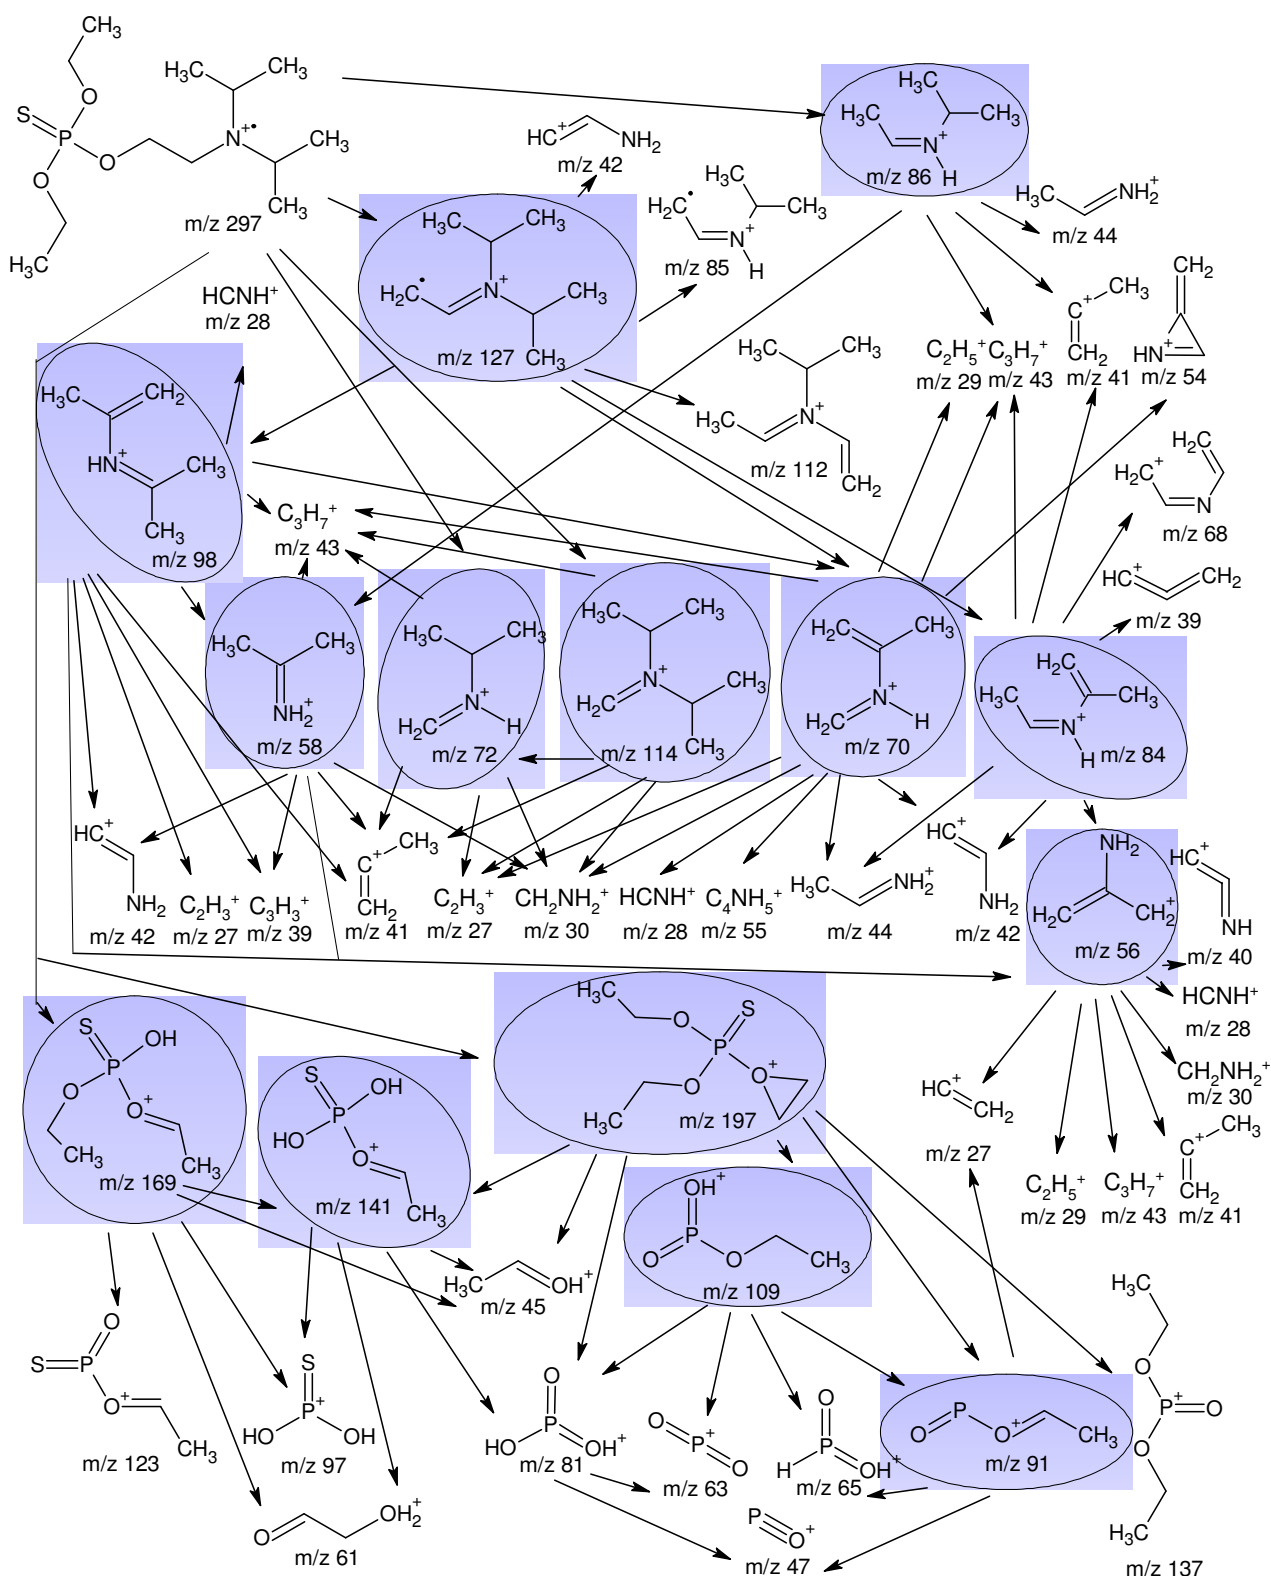 CH3
H3C CH3
S O
P N+• CH3
O
O CH3
CH3
H3C
m/z 297
HC+ NH2
m/z 42
H3C CH3
H3C N+
H
m/z 86
H3C NH2+
m/z 44
H3C CH3
H2C• N+ CH3
CH3
m/z 127
H3C
H2C• CH3
N+
H
m/z 85
HCNH+
m/z 28
H3C CH3
H3C N+
CH2
m/z 112
C2H5+
m/z 29
C3H7+
m/z 43
C+ CH3
CH2
m/z 41
CH2
HN+
m/z 54
H3C CH2
HN+ CH3
CH3
m/z 98
C3H7+
m/z 43
H2C
H2C+ N
m/z 68
HC+ CH2
m/z 39
H3C CH3
NH2+
m/z 58
H3C CH3
N+
H2C H
m/z 72
H3C CH3
N+ CH3
H2C
CH3
m/z 114
H2C CH3
N+
H2C H
m/z 70
H2C
H3C CH3
N+
H
m/z 84
HC+
NH2
m/z 42
C2H3+
m/z 27
C3H3+
m/z 39
C+ CH3
CH2
m/z 41
C2H3+
m/z 27
CH2NH2+
m/z 30
HCNH+
m/z 28
C4NH5+
m/z 55
H3C NH2+
m/z 44
HC+
NH2
m/z 42
NH2
H2C CH2+
m/z 56
HC+
NH
m/z 40
HCNH+
m/z 28
CH2NH2+
m/z 30
HC+
CH2
m/z 27
C2H5+
m/z 29
C3H7+
m/z 43
C+ CH3
CH2
m/z 41
S OH
P
O O+
CH3 CH3
m/z 169
S OH
P
HO O+
CH3
m/z 141
H3C O S
P
O O+
H3C
m/z 197
OH+
P
O O CH3
m/z 109
H3C OH+
m/z 45
O
S P
O+
CH3
m/z 123
S
P+
HO OH
m/z 97
O OH2+
m/z 61
O
P
HO OH+
m/z 81
O P+
O
m/z 63
O
P
H OH+
m/z 65
O P O+ CH3
m/z 91
P O+
m/z 47
H3C
O
P+ O
O
H3C
m/z 137